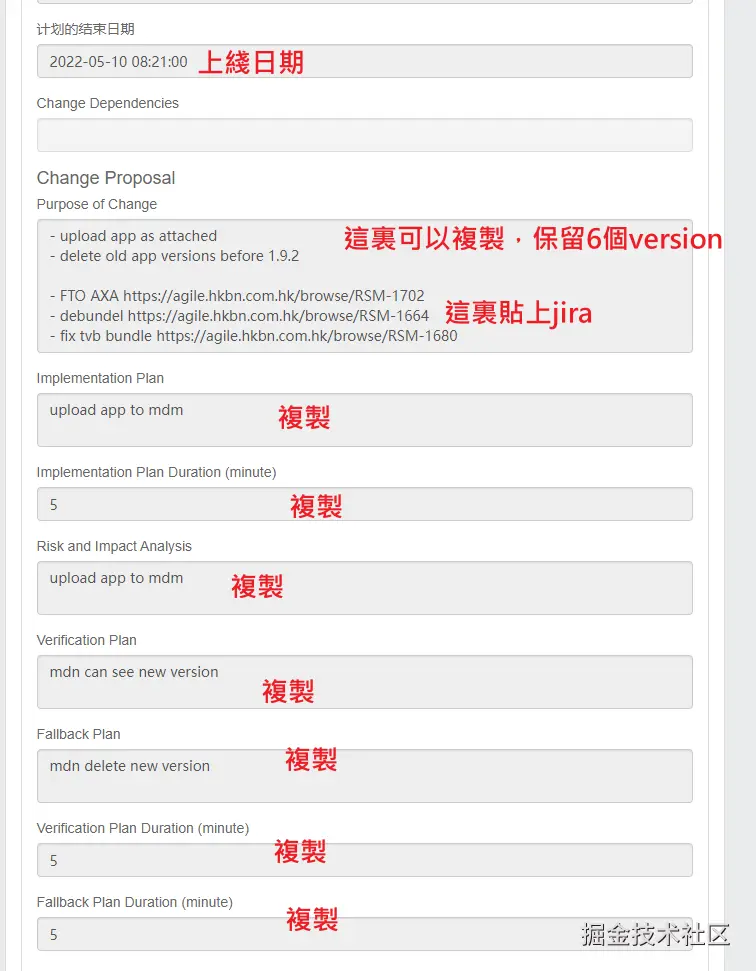 计划的结束日期
2022-05-10 08:21:00 上綫日期
Change Dependencies
Change Proposal
Purpose of Change
- upload app as attached
這裏可以複製，保留6個version
- delete old app versions before 1.9.2
- FTO AXA https://agile.hkbn.com.hk/browse/RSM-1702
- debundel https://agile.hkbn.com.hk/browse/RSM-1664 這裏貼上jira
- fix tvb bundle https://agile.hkbn.com.hk/browse/RSM-1680
Implementation Plan
upload app to mdm 複製
Implementation Plan Duration (minute)
5 複製
Risk and Impact Analysis
upload app to mdm 複製
Verification Plan
mdn can see new version
複製
Fallback Plan
mdn delete new version 複製
Verification Plan Duration (minute)
5 複製
Fallback Plan Duration (minute)
5 複製
掘金技术社区